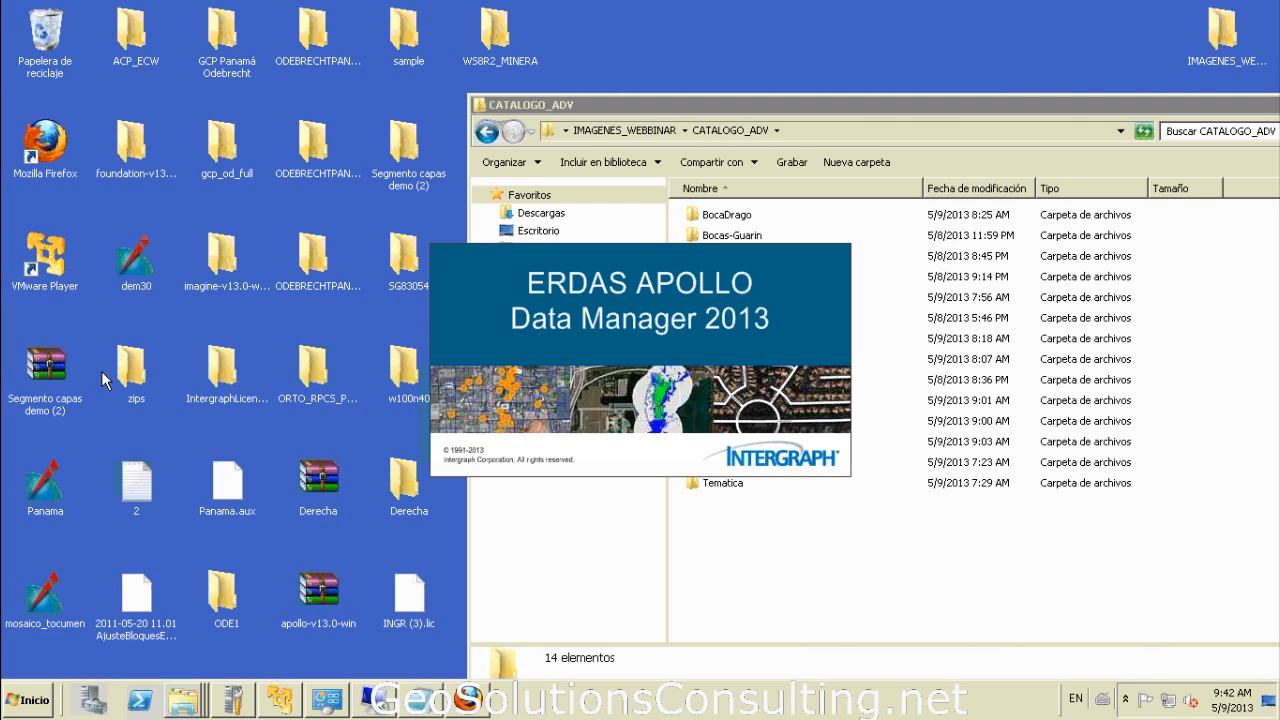 Papelera de
reciclaje
ACP_ECW
GCP Panamá
Odebrecht
ODEBRECHTPAN...
sample
WS8R2_MINERA
IMAGENES_WE...
Mozilla Firefox
foundation-v13...
gcp_od_full
ODEBRECHTPAN...
Segmento capas
demo (2)
VMware Player
dem30
imagine-v13.0-w...
ODEBRECHTPAN...
SG83054
Segmento capas
demo (2)
zips
IntergraphLicen...
ORTO_RPCS_P...
w100n40
Panama
2
Panama.aux
Derecha
Derecha
mosaico_tocumen
2011-05-20 11.01
AjusteBloquesE...
ODE1
apollo-v13.0-win
INGR (3).lic
CATALOGO_ADV
IMAGENES_WEBBINAR
CATALOGO_ADV
Buscar CATALOGO_ADV
Organizar
Incluir en biblioteca
Compartir con
Grabar
Nueva carpeta
Favoritos
Descargas
Escritorio
Nombre
Fecha de modificación
Tipo
Tamaño
BocaDrago
5/9/2013 8:25 AM
Carpeta de archivos
Bocas-Guarin
5/8/2013 11:59 PM
Carpeta de archivos
5/8/2013 8:45 PM
Carpeta de archivos
5/8/2013 9:14 PM
Carpeta de archivos
5/9/2013 7:56 AM
Carpeta de archivos
5/8/2013 5:46 PM
Carpeta de archivos
5/9/2013 8:18 AM
Carpeta de archivos
5/9/2013 8:07 AM
Carpeta de archivos
5/8/2013 8:36 PM
Carpeta de archivos
5/9/2013 9:01 AM
Carpeta de archivos
5/9/2013 9:00 AM
Carpeta de archivos
5/9/2013 9:03 AM
Carpeta de archivos
5/9/2013 7:23 AM
Carpeta de archivos
Tematica
5/9/2013 7:29 AM
Carpeta de archivos
ERDAS APOLLO
Data Manager 2013
© 1991-2013
Intergraph Corporation. All rights reserved.
INTERGRAPH
14 elementos
Inicio
GeoSolutionsConsulting.net
EN
9:42 AM
5/9/2013